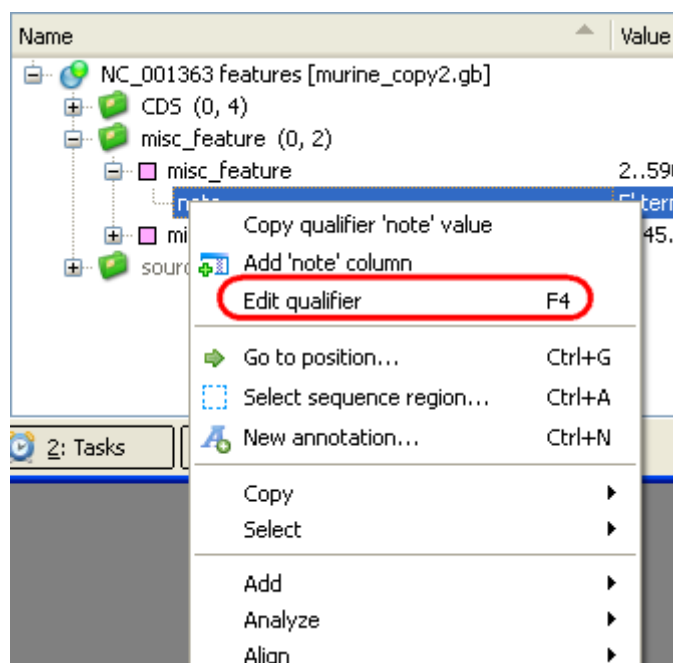 Name Value
NC_001363 features [murine_copy2.gb]
CDS (0, 4)
misc_feature (0, 2)
misc_feature 2..590
Copy qualifier 'note' value
Add 'note' column
Edit qualifier F4
Go to position... Ctrl+G
Select sequence region... Ctrl+A
New annotation... Ctrl+N
2: Tasks
Copy
Select
Add
Analyze
Align